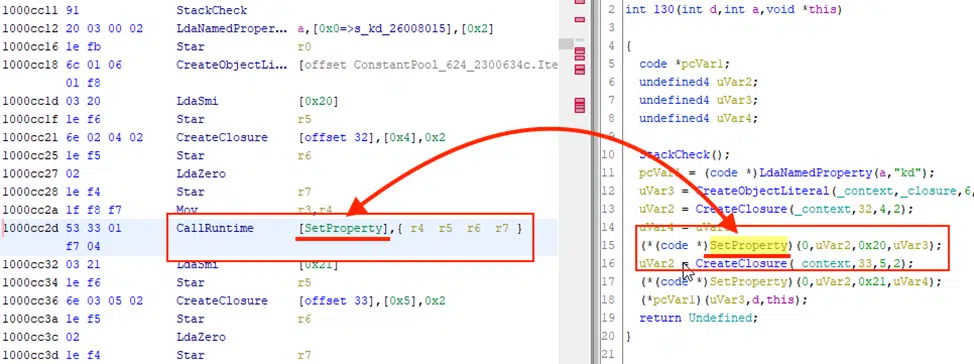 1000cc11 91 StackCheck
1000cc12 20 03 00 02 LdaNamedProper... a,[0x0=>s_kd_26008015],[0x2]
1000cc16 1e fb Star r0
1000cc18 6c 01 06 CreateObjectLi... [offset ConstantPool_624_2300634c.Ite
01 f8
1000cc1d 03 20 LdaSmi [0x20]
1000cc1f 1e f6 Star r5
1000cc21 6e 02 04 02 CreateClosure [offset 32],[0x4],0x2
1000cc25 1e f5 Star r6
1000cc27 02 LdaZero
1000cc28 1e f4 Star r7
1000cc2a 1f f8 f7 Mov r3,r4
1000cc2d 53 33 01 CallRuntime [SetProperty],{ r4 r5 r6 r7 }
f7 04
1000cc32 03 21 LdaSmi [0x21]
1000cc34 1e f6 Star r5
1000cc36 6e 03 05 02 CreateClosure [offset 33],[0x5],0x2
1000cc3a 1e f5 Star r6
1000cc3c 02 LdaZero
1000cc3d 1e f4 Star r7
2 int 130(int d,int a,void *this)
3
4 {
5 code *pcVar1;
6 undefined4 uVar2;
7 undefined4 uVar3;
8 undefined4 uVar4;
9
10 StackCheck();
11 pcVar1 = (code *)LdaNamedProperty(a,"kd");
12 uVar3 = CreateObjectLiteral(_context,_closure,6,
13 uVar2 = CreateClosure(_context,32,4,2);
14 uVar4 =
15 (*(code *)SetProperty)(0,uVar2,0x20,uVar3);
16 uVar2 = CreateClosure(_context,33,5,2);
17 (*(code *)SetProperty)(0,uVar2,0x21,uVar4);
18 (*pcVar1)(uVar3,d,this);
19 return Undefined;
20 }
21